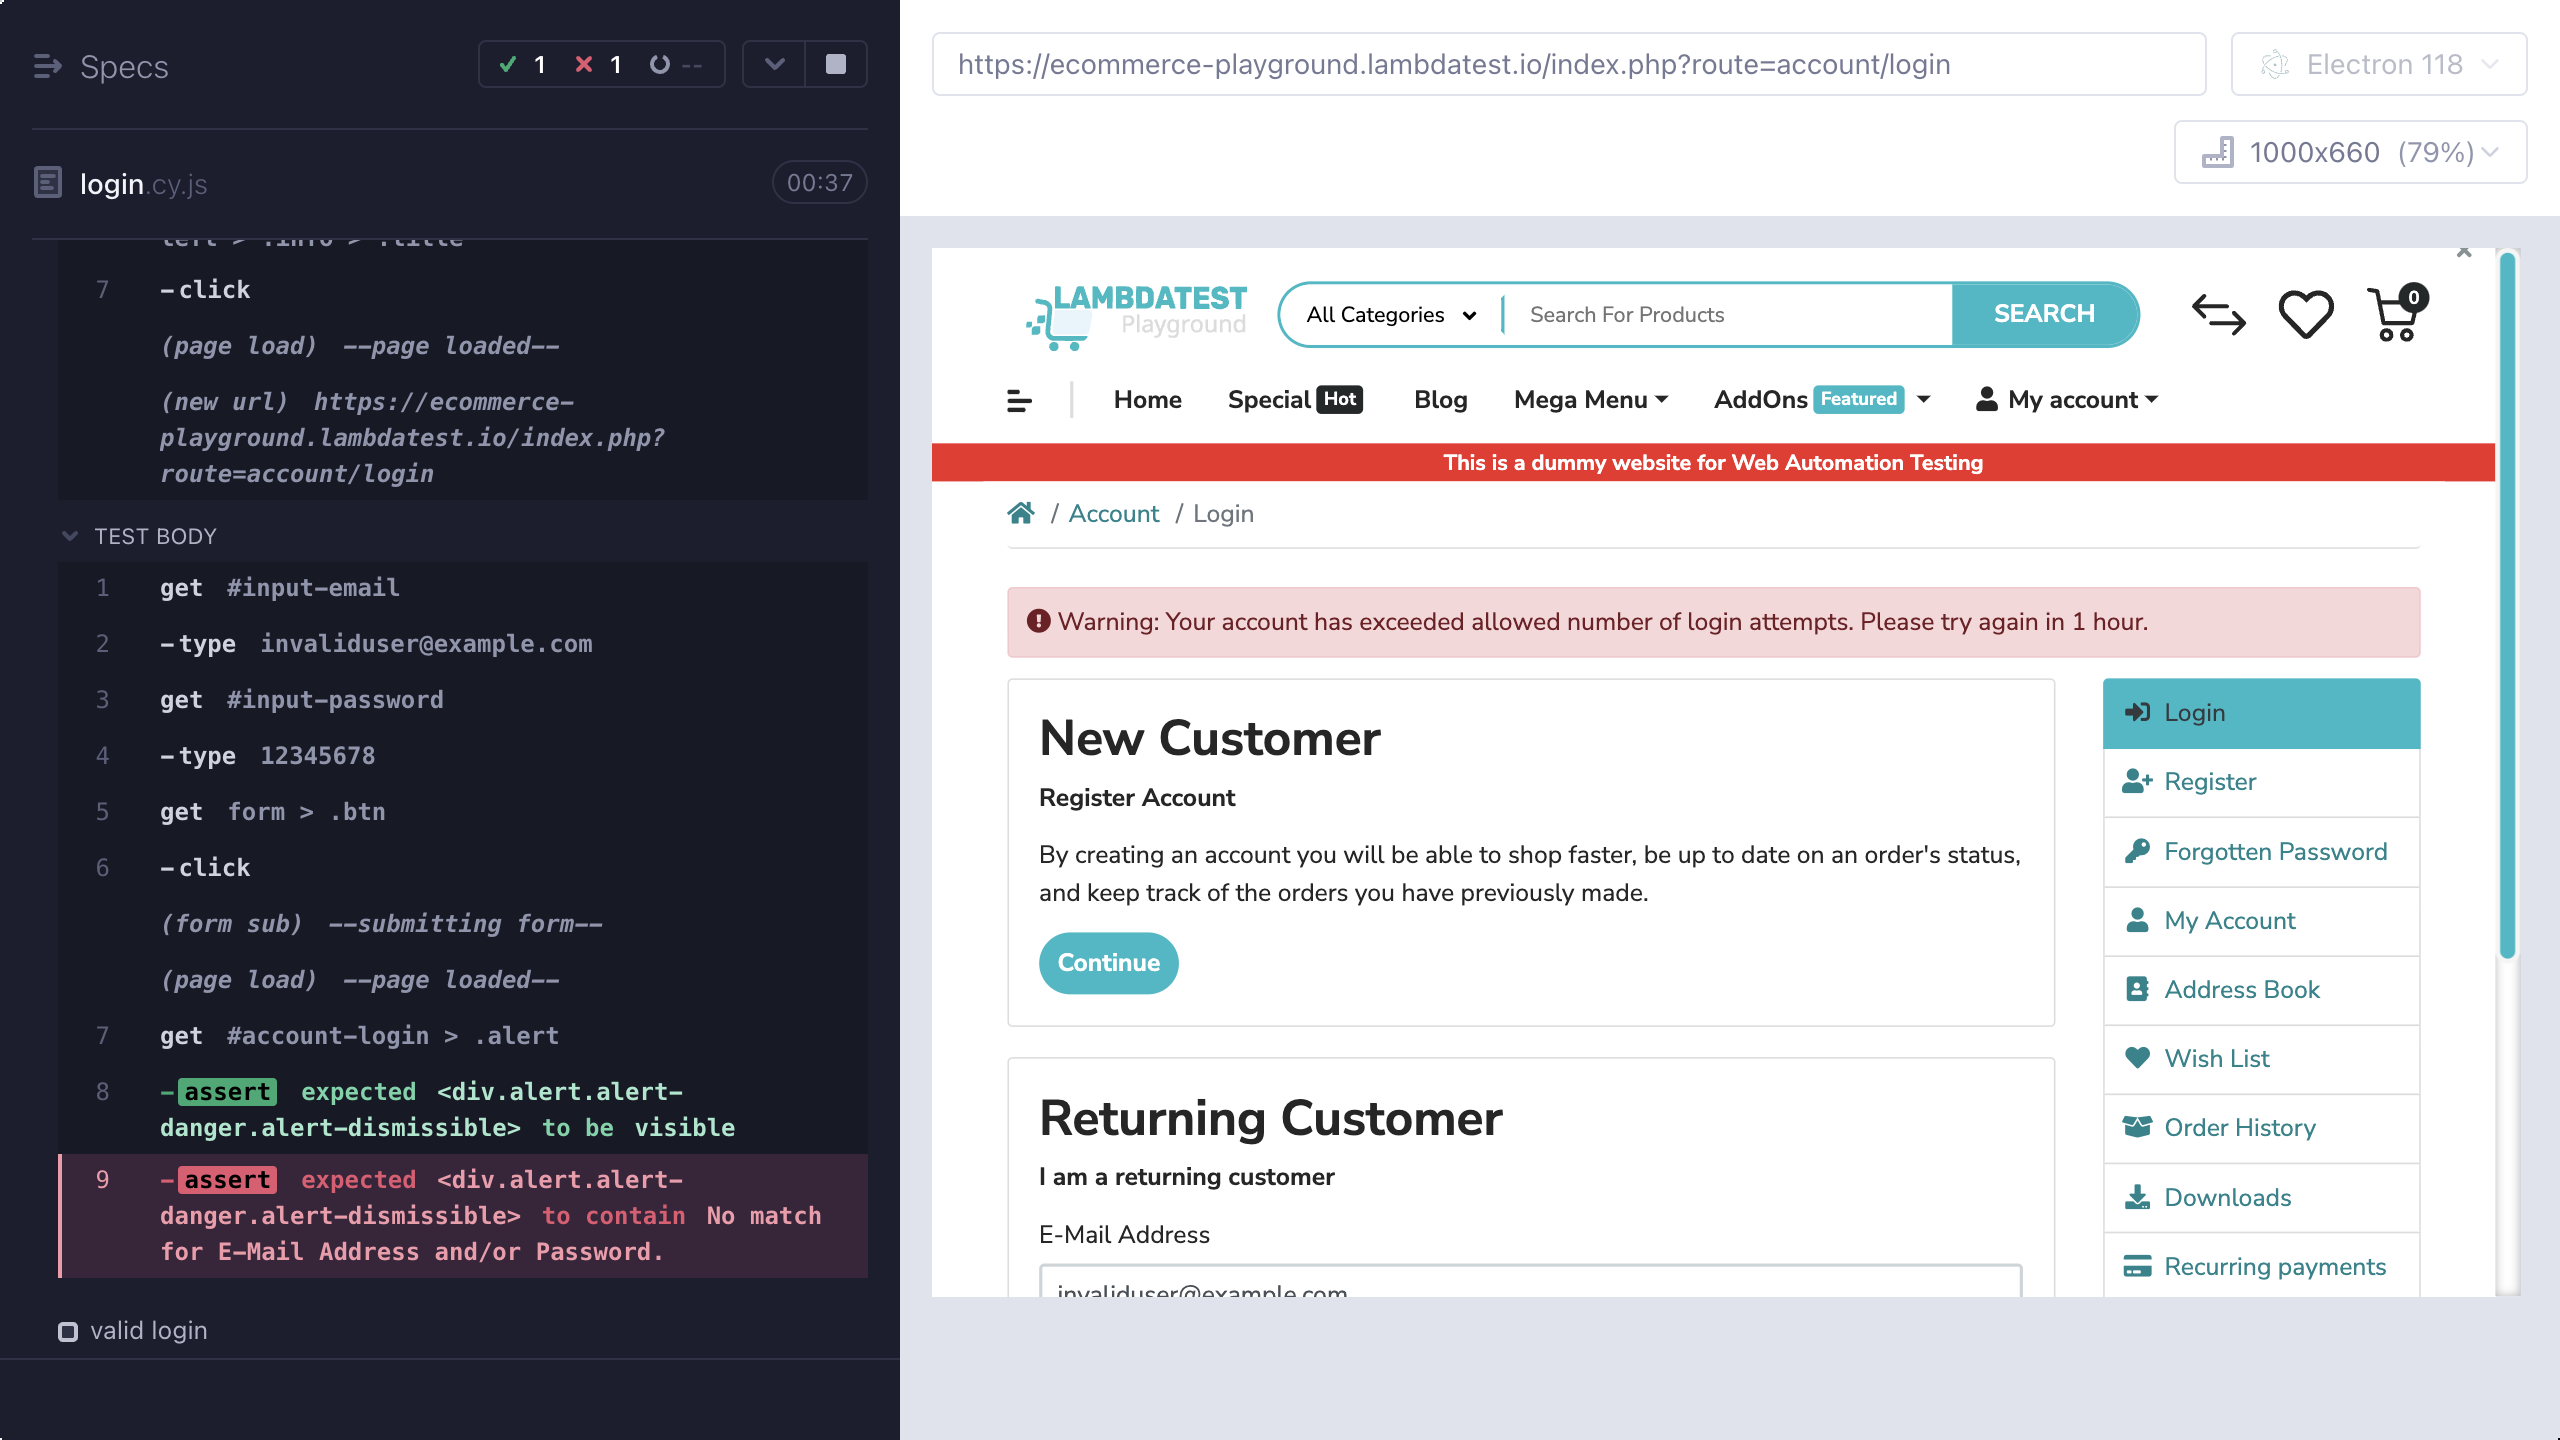 Specs
1 1 --
login.cy.js
00:37
left > .info > .title
7 -click
(page load) --page loaded--
(new url) https://ecommerce-
playground.lambdatest.io/index.php?
route=account/login
TEST BODY
1 get #input-email
2 -type invaliduser@example.com
3 get #input-password
4 -type 12345678
5 get form > .btn
6 -click
(form sub) --submitting form--
(page load) --page loaded--
7 get #account-login > .alert
8 -assert expected <div.alert.alert-
danger.alert-dismissible> to be visible
9 -assert expected <div.alert.alert-
danger.alert-dismissible> to contain No match
for E-Mail Address and/or Password.
valid login
https://ecommerce-playground.lambdatest.io/index.php?route=account/login
Electron 118
1000x660 (79%)
LAMBDATEST
Playground
All Categories
Search For Products
SEARCH
0
Home
Special Hot
Blog
Mega Menu
AddOns Featured
My account
This is a dummy website for Web Automation Testing
/ Account / Login
Warning: Your account has exceeded allowed number of login attempts. Please try again in 1 hour.
New Customer
Register Account
By creating an account you will be able to shop faster, be up to date on an order's status,
and keep track of the orders you have previously made.
Continue
Returning Customer
I am a returning customer
E-Mail Address
invaliduser@example.com
Login
Register
Forgotten Password
My Account
Address Book
Wish List
Order History
Downloads
Recurring payments